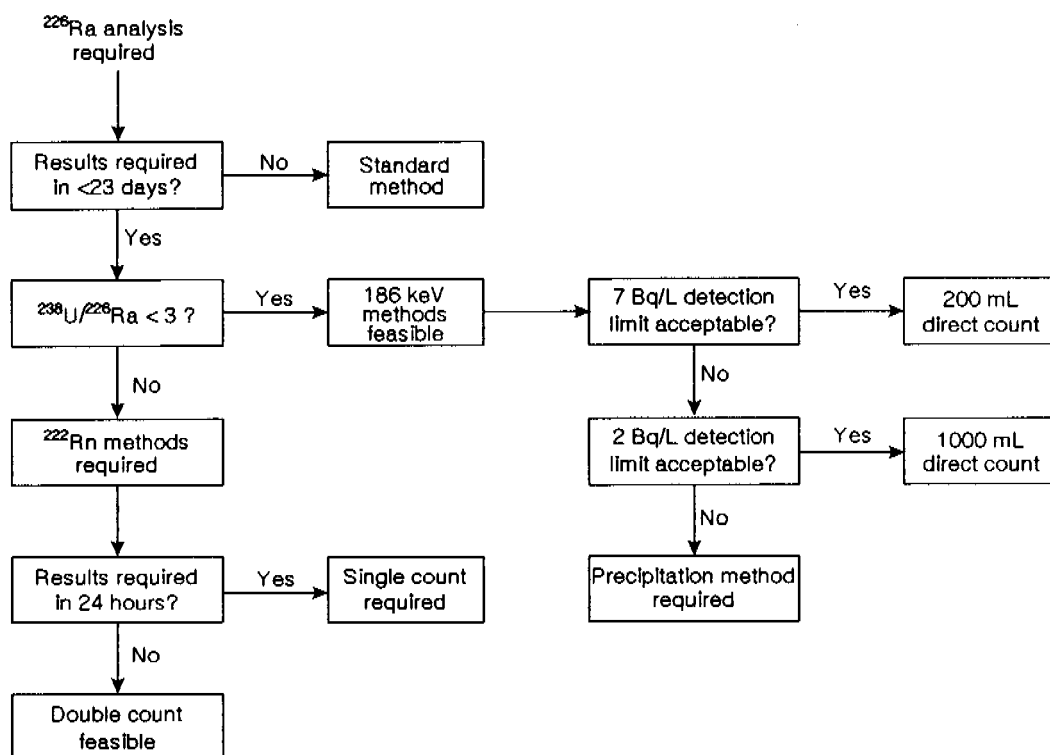 ²²⁶Ra analysis
required
Results required
in <23 days?
No
Standard
method
Yes
²³⁸U/²²⁶Ra < 3 ?
Yes
186 keV
methods
feasible
7 Bq/L detection
limit acceptable?
Yes
200 mL
direct count
No
No
²²²Rn methods
required
2 Bq/L detection
limit acceptable?
Yes
1000 mL
direct count
No
Results required
in 24 hours?
Yes
Single count
required
Precipitation method
required
No
Double count
feasible